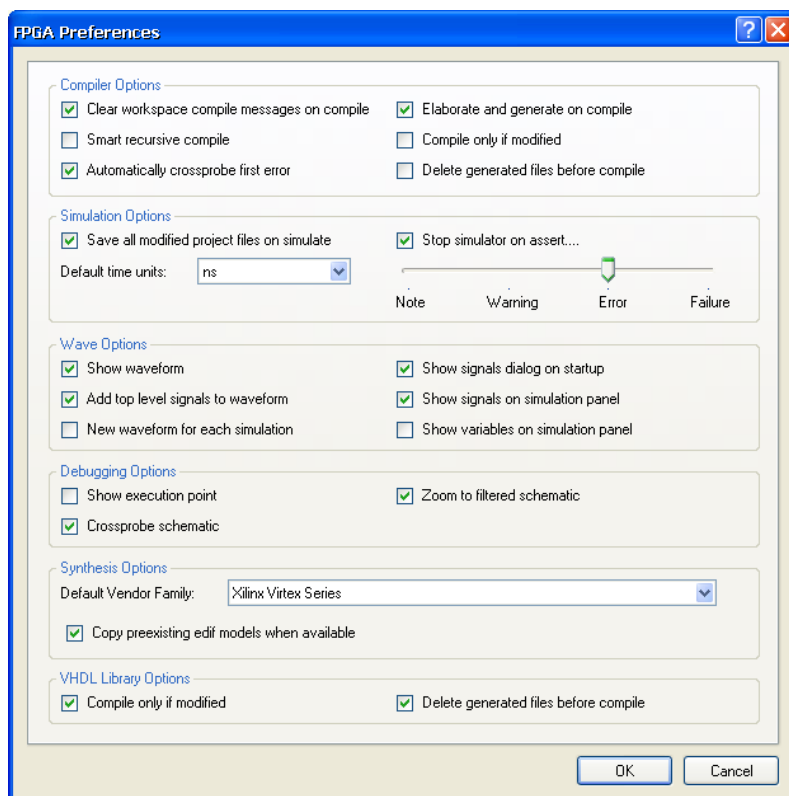 FPGA Preferences
Compiler Options
Clear workspace compile messages on compile
Elaborate and generate on compile
Smart recursive compile
Compile only if modified
Automatically crossprobe first error
Delete generated files before compile
Simulation Options
Save all modified project files on simulate
Stop simulator on assert....
Default time units:
ns
Note
Warning
Error
Failure
Wave Options
Show waveform
Show signals dialog on startup
Add top level signals to waveform
Show signals on simulation panel
New waveform for each simulation
Show variables on simulation panel
Debugging Options
Show execution point
Zoom to filtered schematic
Crossprobe schematic
Synthesis Options
Default Vendor Family:
Xilinx Virtex Series
Copy preexisting edif models when available
VHDL Library Options
Compile only if modified
Delete generated files before compile
OK
Cancel